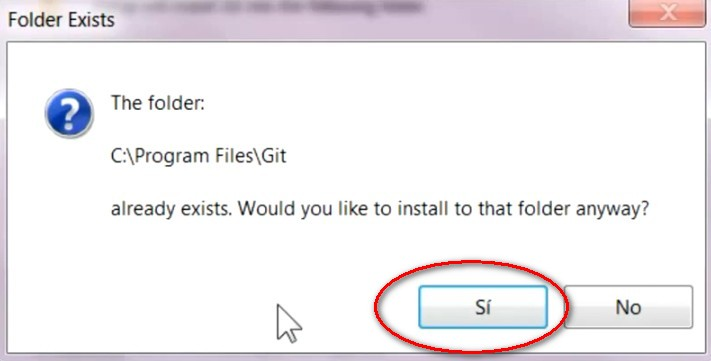 Folder Exists
The folder:
C:\Program Files\Git
already exists. Would you like to install to that folder anyway?
Sí
No